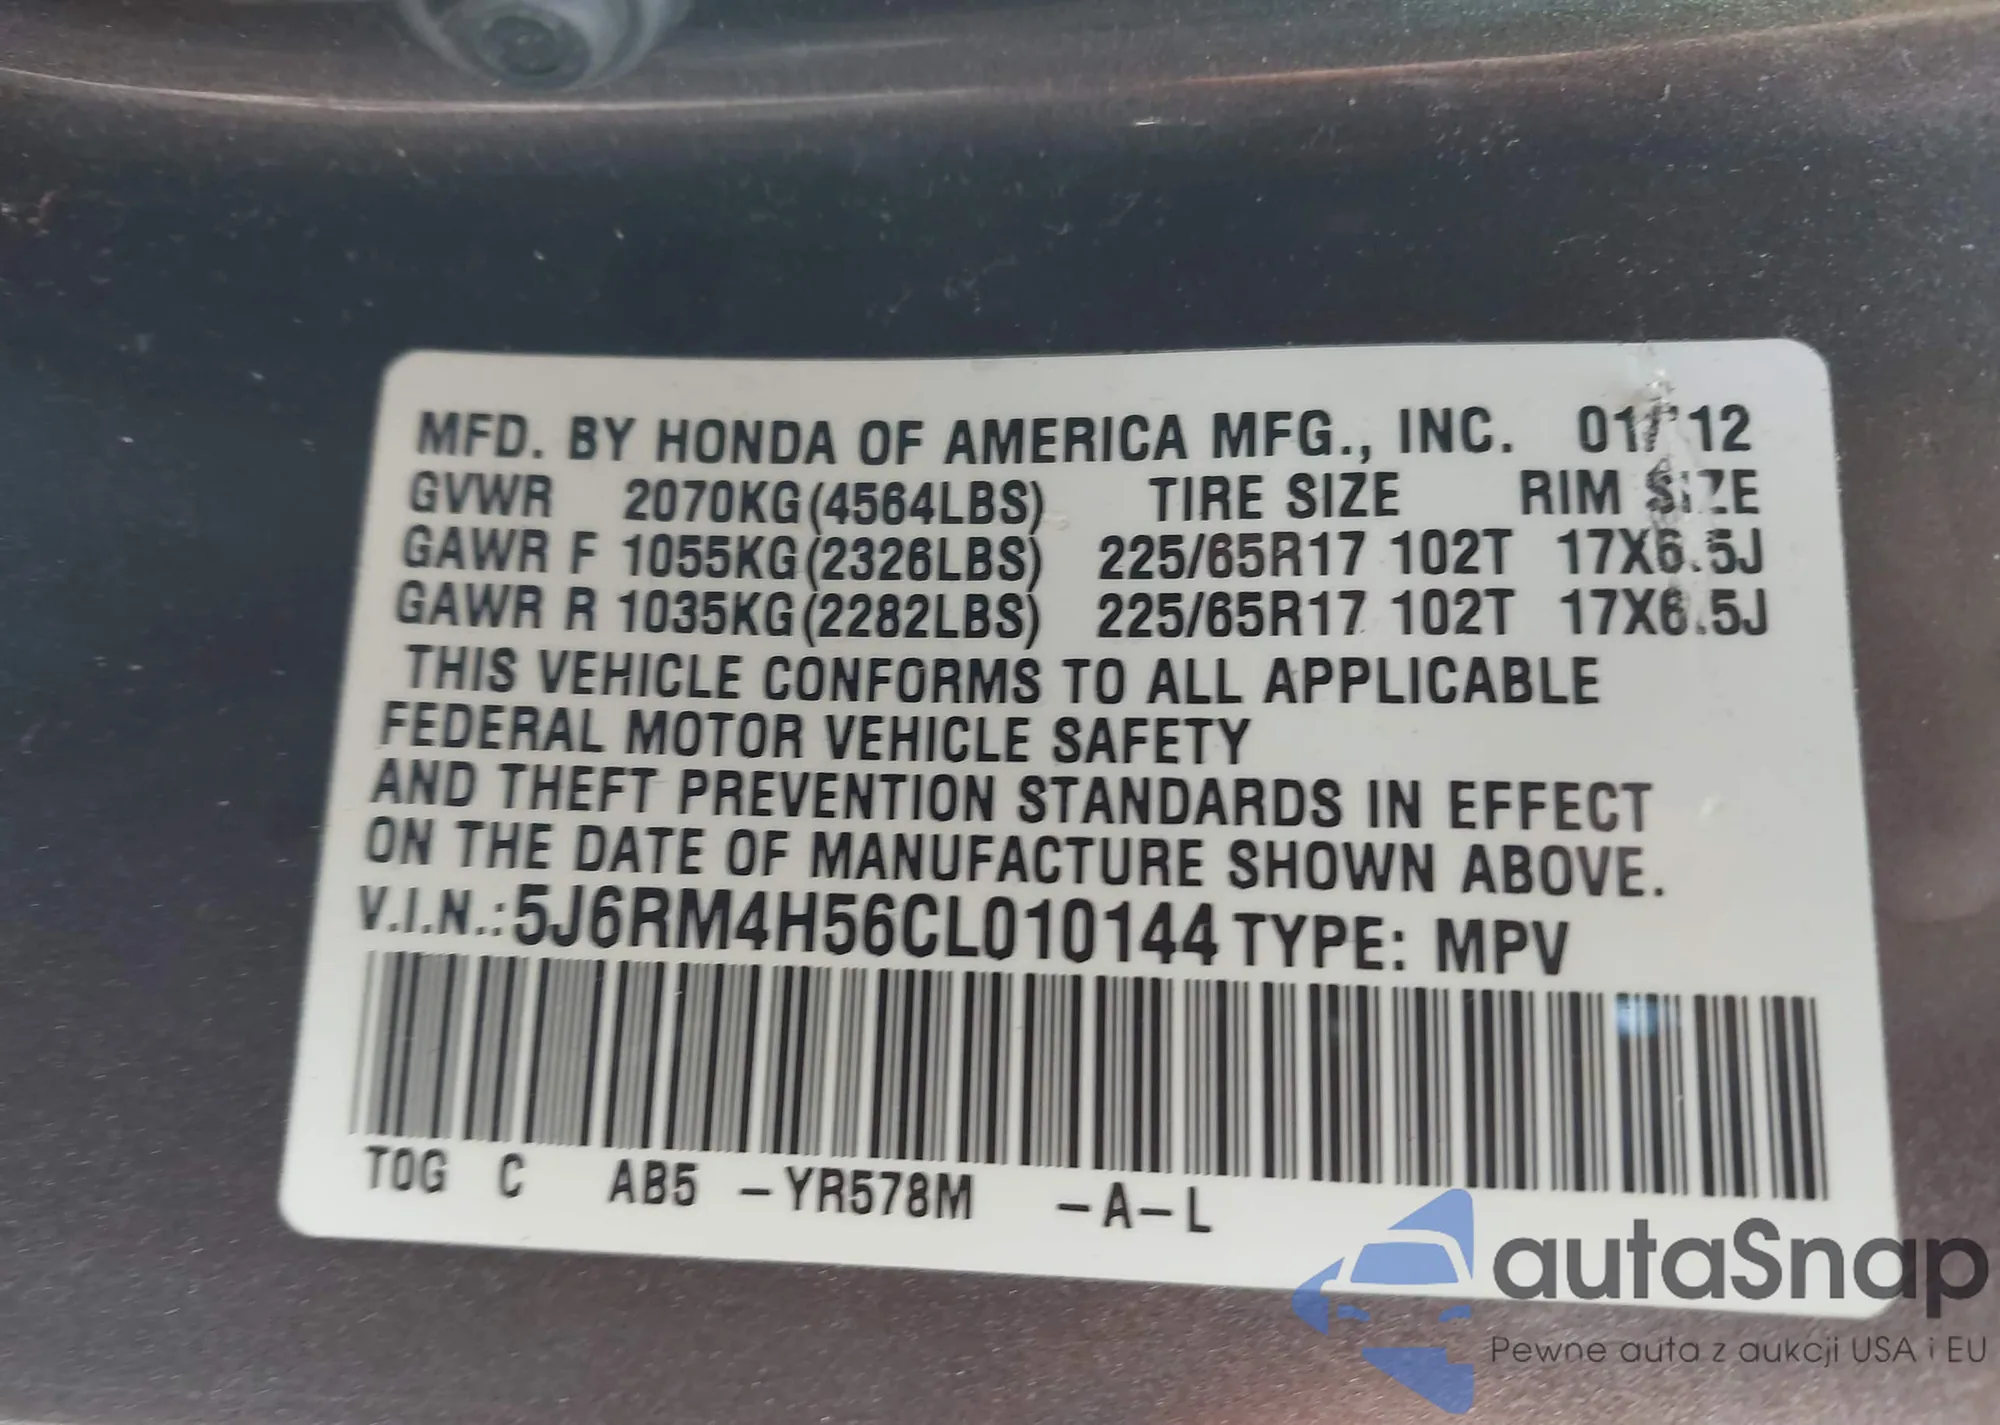 MFD. BY HONDA OF AMERICA MFG., INC. 01/12
GVWR 2070KG(4564LBS) TIRE SIZE RIM SIZE
GAWR F 1055KG(2326LBS) 225/65R17 102T 17X6.5J
GAWR R 1035KG(2282LBS) 225/65R17 102T 17X6.5J
THIS VEHICLE CONFORMS TO ALL APPLICABLE
FEDERAL MOTOR VEHICLE SAFETY
AND THEFT PREVENTION STANDARDS IN EFFECT
ON THE DATE OF MANUFACTURE SHOWN ABOVE.
V.I.N.: 5J6RM4H56CL010144 TYPE: MPV
TOG C AB5 -YR578M -A-L
autaSnap
Pewne auta z aukcji USA i EU